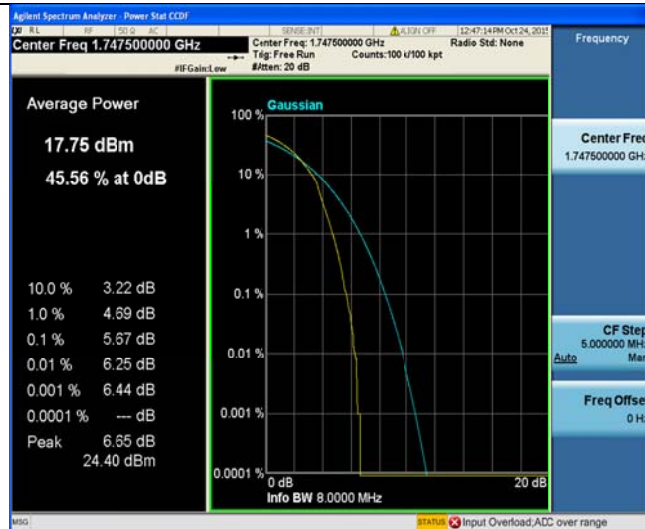 Agilent Spectrum Analyzer - Power Stat CCDF
RL RF 50 Ω AC SENSE:INT ALIGN OFF 12:47:14 PM Oct 24, 201
Center Freq 1.747500000 GHz
Center Freq: 1.747500000 GHz Radio Std: None
Trig: Free Run Counts:100 k/100 kpt
#IFGain:Low #Atten: 20 dB
Frequency
Average Power
17.75 dBm
45.56 % at 0dB
10.0 % 3.22 dB
1.0 % 4.69 dB
0.1 % 5.67 dB
0.01 % 6.25 dB
0.001 % 6.44 dB
0.0001 % --- dB
Peak 6.65 dB
24.40 dBm
Gaussian
100 %
10 %
1 %
0.1 %
0.01 %
0.001 %
0.0001 %
0 dB 20 dB
Info BW 8.0000 MHz
Center Freq
1.747500000 GHz
CF Step
5.000000 MHz
Auto Man
Freq Offse
0 Hz
MSG
STATUS Input Overload;ADC over range